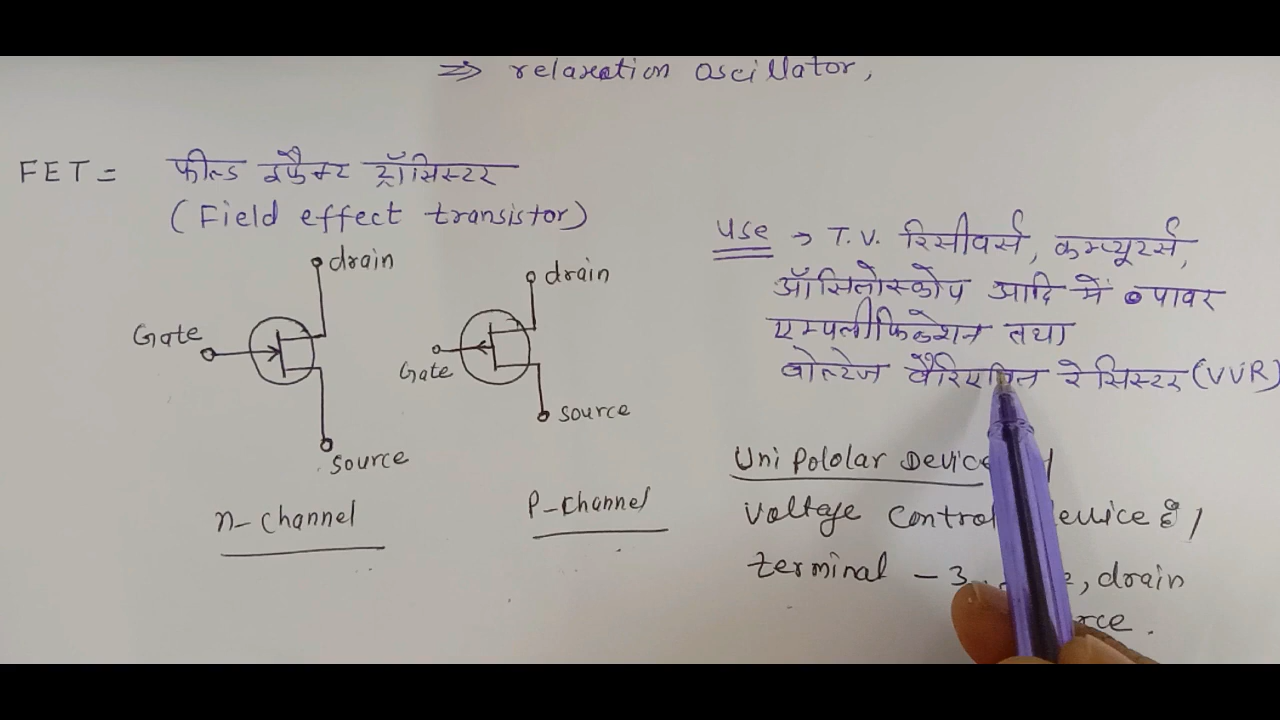 ⇒ relaxation oscillator,
FET = फील्ड इफैक्ट ट्रॉंसिस्टर
(Field effect transistor)
drain
Gate
source
n-channel
drain
Gate
source
P-channel
use → T.V. रिसीवर्स, कम्प्यूटर्स,
ऑसिलोस्कोप आदि में पावर
एम्पलीफिकेशन तथा
वोल्टेज रेसिस्टर (VVR)
Uni Pololar Device
Voltage Control Device है।
terminal - 3 , drain